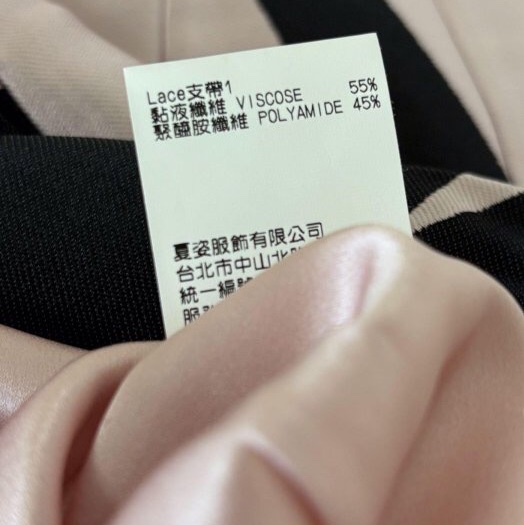 Lace支帶1
黏液纖維 VISCOSE 55%
聚醯胺纖維 POLYAMIDE 45%
夏姿服飾有限公司
台北市中山北
統一編
服